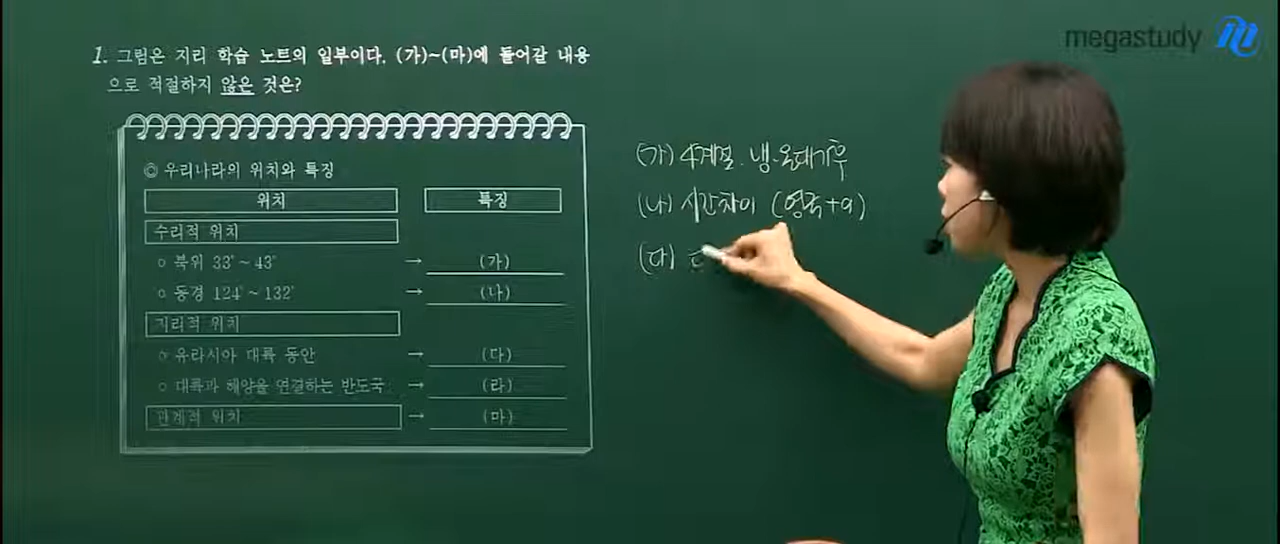 megastudy
1. 그림은 지리 학습 노트의 일부이다. (가)~(마)에 들어갈 내용
으로 적절하지 않은 것은?
◎ 우리나라의 위치와 특징
위치 특징
수리적 위치
○ 북위 33° ~ 43° → (가)
○ 동경 124° ~ 132° → (나)
지리적 위치
○ 유라시아 대륙 동안 → (다)
○ 대륙과 해양을 연결하는 반도국 → (라)
관계적 위치 → (마)
(가) 4계절. 냉·온대기후
(나) 시간차이 (영국+9)
(다)